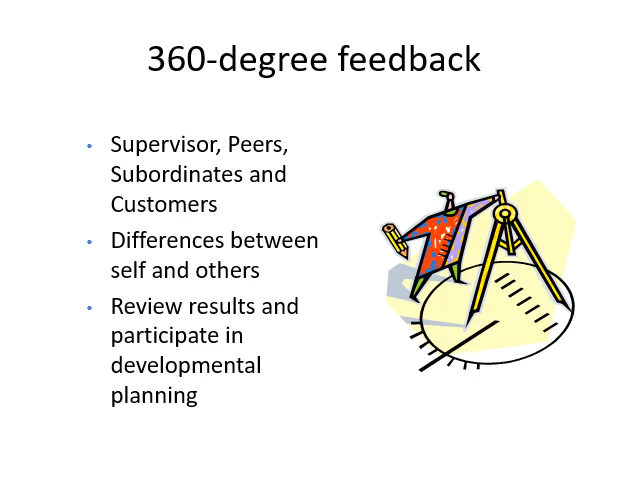 360-degree feedback
• Supervisor, Peers,
Subordinates and
Customers
• Differences between
self and others
• Review results and
participate in
developmental
planning